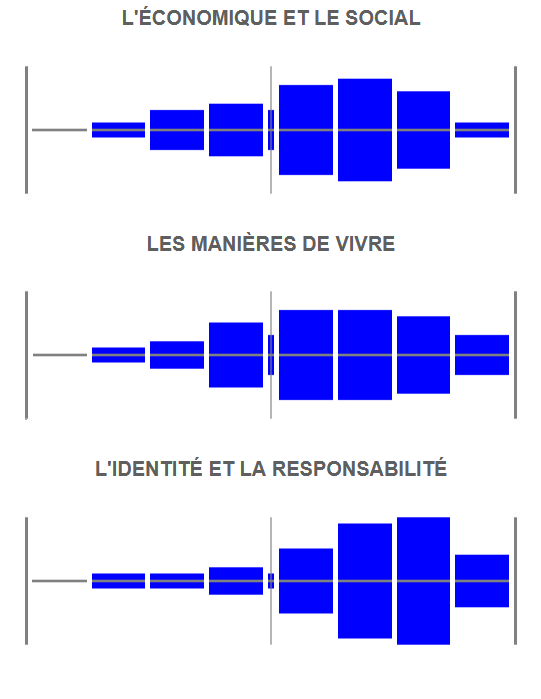 L'ÉCONOMIQUE ET LE SOCIAL
LES MANIÈRES DE VIVRE
L'IDENTITÉ ET LA RESPONSABILITÉ